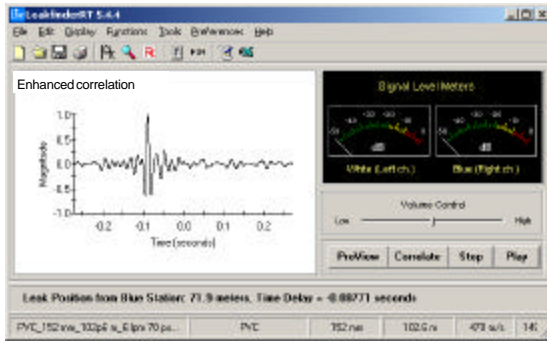 LeakfinderRT 5.4.4
File Edit Display Functions Tools Preferences Help
Enhanced correlation
1.0
0.5
0.0
-0.5
-1.0
Magnitude
-0.2 -0.1 0.0 0.1 0.2
Time (seconds)
Signal Level Meters
dB dB
White (Left ch.) Blue (Right ch.)
Volume Control
Low High
PreView Correlate Stop Play
Leak Position from Blue Station: 71.9 meters, Time Delay = -0.08771 seconds
PVC 152 mm 102.6 m